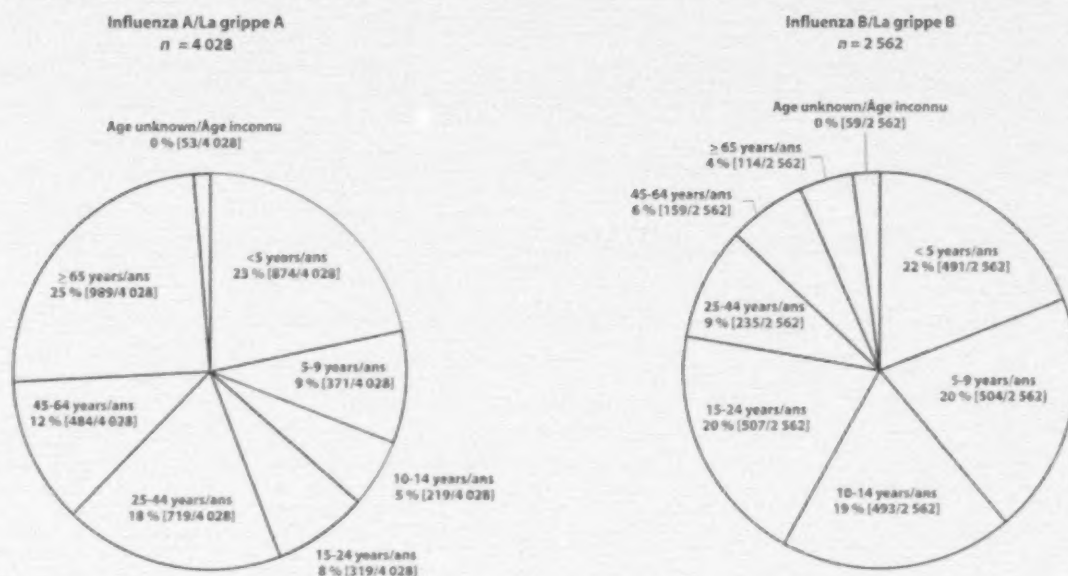 Influenza A/La grippe A
n = 4 028
Age unknown/Âge inconnu
0 % [53/4 028]
<5 years/ans
23 % [874/4 028]
5-9 years/ans
9 % [371/4 028]
10-14 years/ans
5 % [219/4 028]
15-24 years/ans
8 % [319/4 028]
25-44 years/ans
18 % [719/4 028]
45-64 years/ans
12 % [484/4 028]
≥ 65 years/ans
25 % [989/4 028]
Influenza B/La grippe B
n = 2 562
Age unknown/Âge inconnu
0 % [59/2 562]
< 5 years/ans
22 % [491/2 562]
5-9 years/ans
20 % [504/2 562]
10-14 years/ans
19 % [493/2 562]
15-24 years/ans
20 % [507/2 562]
25-44 years/ans
9 % [235/2 562]
45-64 years/ans
6 % [159/2 562]
≥ 65 years/ans
4 % [114/2 562]